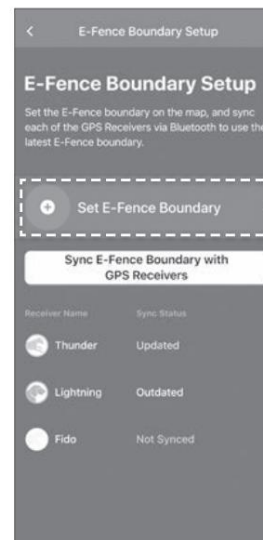 E-Fence Boundary Setup
E-Fence Boundary Setup
Set the E-Fence boundary on the map, and sync
each of the GPS Receivers via Bluetooth to use the
latest E-Fence boundary.
Set E-Fence Boundary
Sync E-Fence Boundary with
GPS Receivers
Receiver Name Sync Status
Thunder Updated
Lightning Outdated
Fido Not Synced